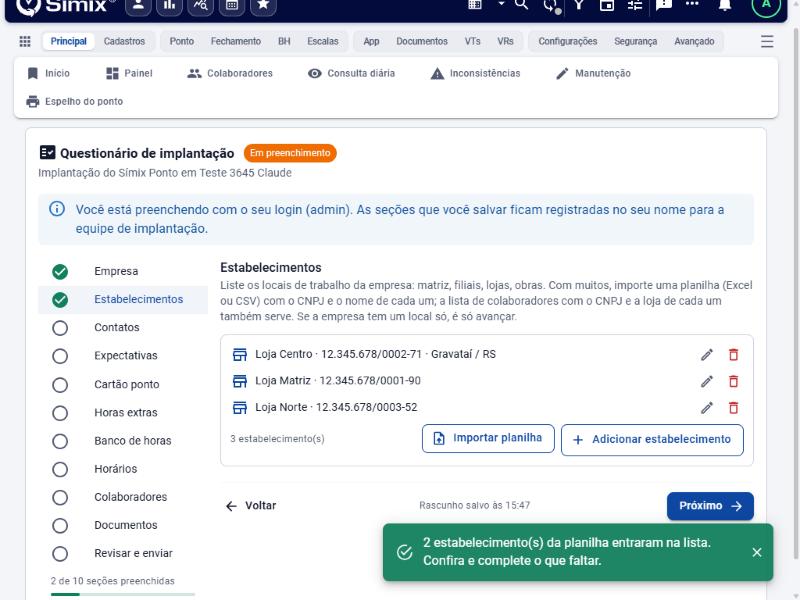 Simix
A
Principal
Cadastros
Ponto
Fechamento
BH
Escalas
App
Documentos
VTs
VRs
Configurações
Segurança
Avançado
Início
Painel
Colaboradores
Consulta diária
Inconsistências
Manutenção
Espelho do ponto
Questionário de implantação
Em preenchimento
Implantação do Símix Ponto em Teste 3645 Claude
Você está preenchendo com o seu login (admin). As seções que você salvar ficam registradas no seu nome para a
equipe de implantação.
Empresa
Estabelecimentos
Contatos
Expectativas
Cartão ponto
Horas extras
Banco de horas
Horários
Colaboradores
Documentos
Revisar e enviar
2 de 10 seções preenchidas
Estabelecimentos
Liste os locais de trabalho da empresa: matriz, filiais, lojas, obras. Com muitos, importe uma planilha (Excel
ou CSV) com o CNPJ e o nome de cada um; a lista de colaboradores com o CNPJ e a loja de cada um
também serve. Se a empresa tem um local só, é só avançar.
Loja Centro · 12.345.678/0002-71 · Gravataí / RS
Loja Matriz · 12.345.678/0001-90
Loja Norte · 12.345.678/0003-52
3 estabelecimento(s)
Importar planilha
Adicionar estabelecimento
Voltar
Rascunho salvo às 15:47
Próximo
2 estabelecimento(s) da planilha entraram na lista.
Confira e complete o que faltar.